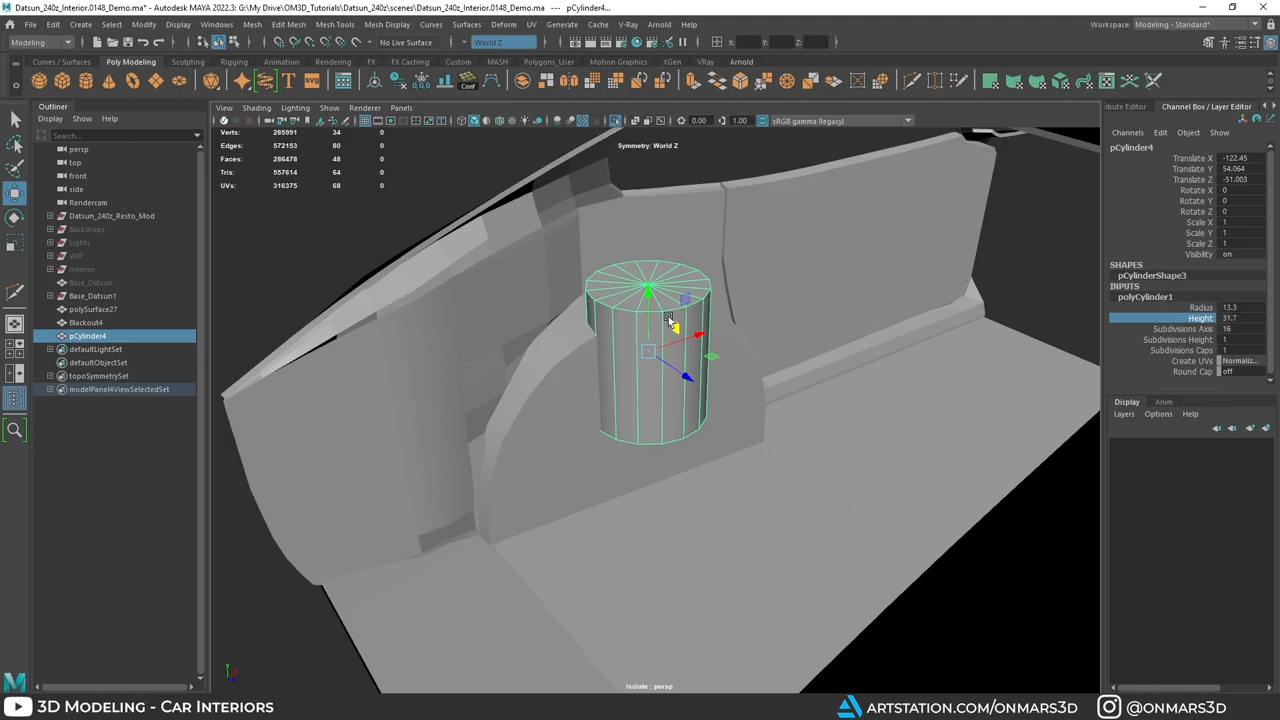 Datsun_240z_Interior.0148_Demo.ma* - Autodesk MAYA 2022.3: G:\My Drive\OM3D_Tutorials\Datsun_240z\scenes\Datsun_240z_Interior.0148_Demo.ma --- pCylinder4...
File Edit Create Select Modify Display Windows Mesh Edit Mesh Mesh Tools Mesh Display Curves Surfaces Deform UV Generate Cache V-Ray Arnold Help
Workspace: Modeling - Standard*
Modeling No Live Surface World Z X: Y: Z:
Curves / Surfaces Poly Modeling Sculpting Rigging Animation Rendering FX FX Caching Custom MASH Polygons_User Motion Graphics XGen VRay Arnold
Conf
Outliner
Display Show Help
Search...
persp
top
front
side
Rendercam
Datsun_240z_Resto_Mod
Backdrops
Lights
WIP
Interior
Base_Datsun
Base_Datsun1
polySurface27
Blackout4
pCylinder4
defaultLightSet
defaultObjectSet
topoSymmetrySet
modelPanel4ViewSelectedSet
View Shading Lighting Show Renderer Panels
0.00 1.00 sRGB gamma (legacy)
Verts: 285991 34 0
Edges: 572153 80 0
Faces: 286478 48 0
Tris: 557614 64 0
UVs: 316375 68 0
Symmetry: World Z
Isolate : persp
ibute Editor Channel Box / Layer Editor
Channels Edit Object Show
pCylinder4
Translate X -122.45
Translate Y 54.064
Translate Z -51.003
Rotate X 0
Rotate Y 0
Rotate Z 0
Scale X 1
Scale Y 1
Scale Z 1
Visibility on
SHAPES
pCylinderShape3
INPUTS
polyCylinder1
Radius 13.3
Height 31.7
Subdivisions Axis 16
Subdivisions Height 1
Subdivisions Caps 1
Create UVs Normaliz...
Round Cap off
Display Anim
Layers Options Help
3D Modeling - Car Interiors
ARTSTATION.COM/ONMARS3D
@ONMARS3D